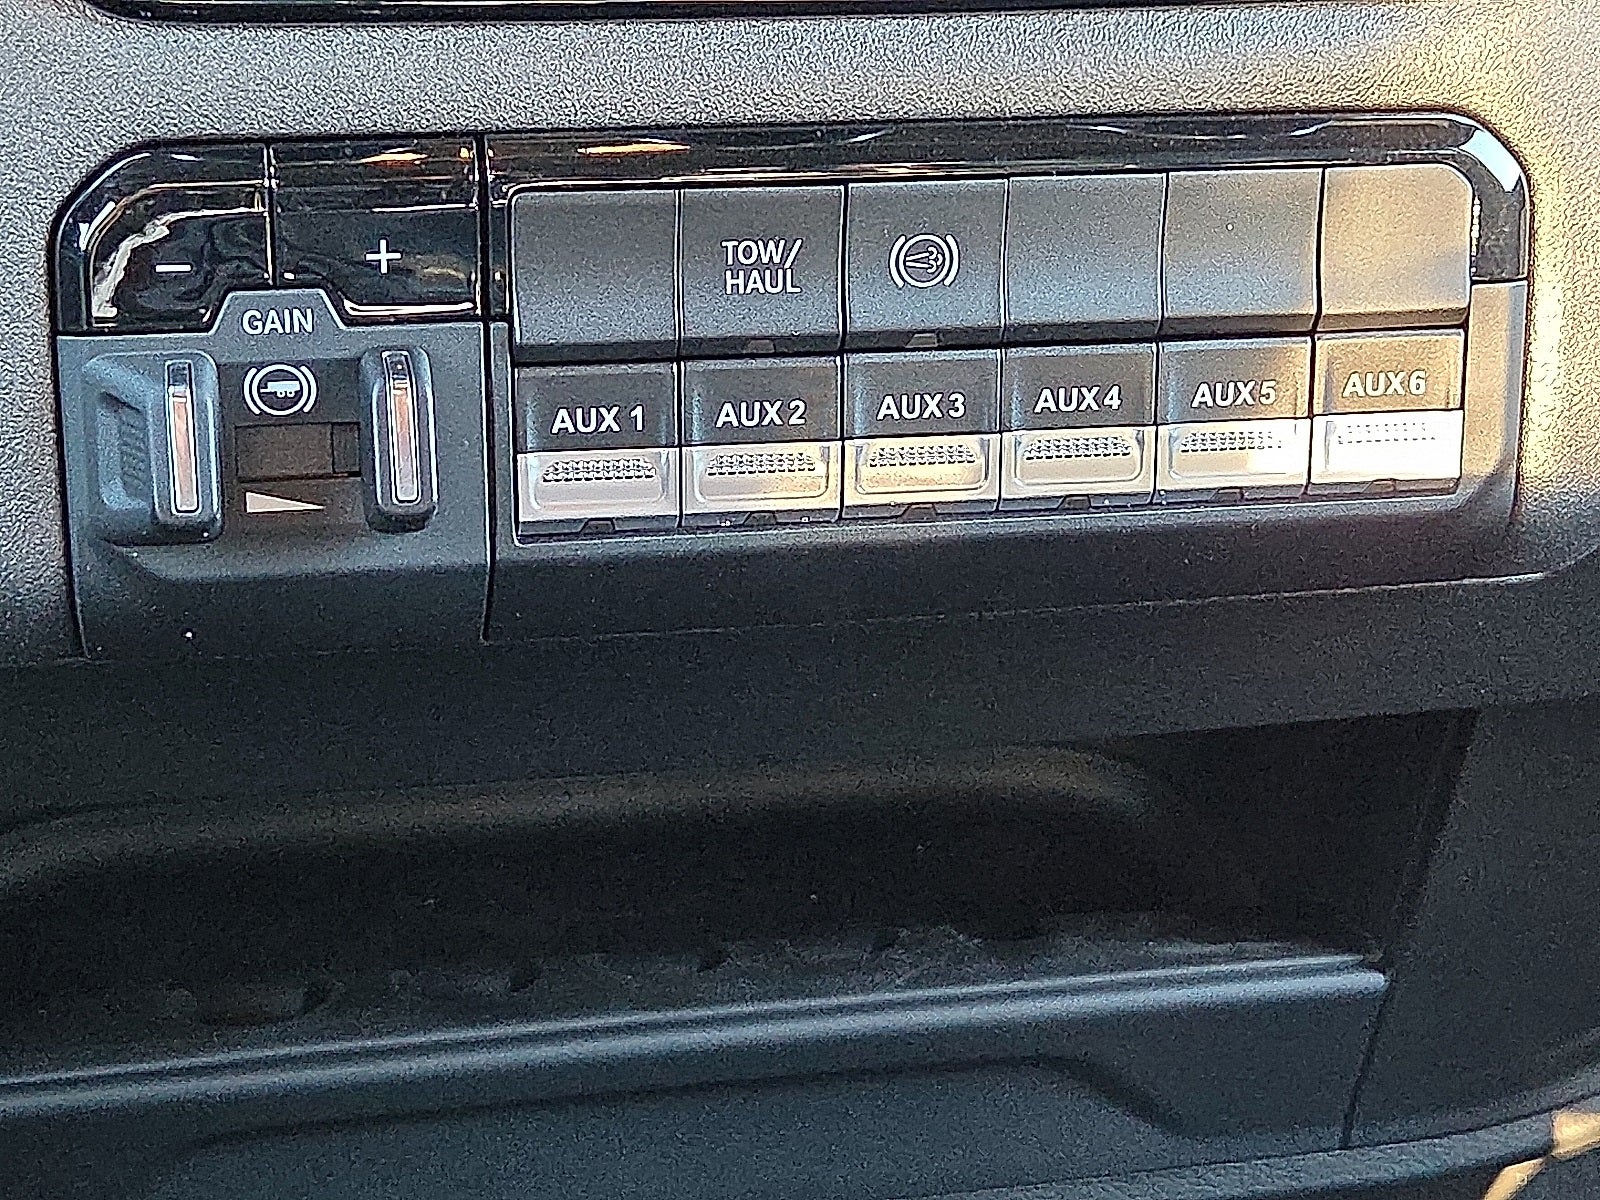 − +
GAIN
TOW/
HAUL
AUX 1 AUX 2 AUX 3 AUX 4 AUX 5 AUX 6